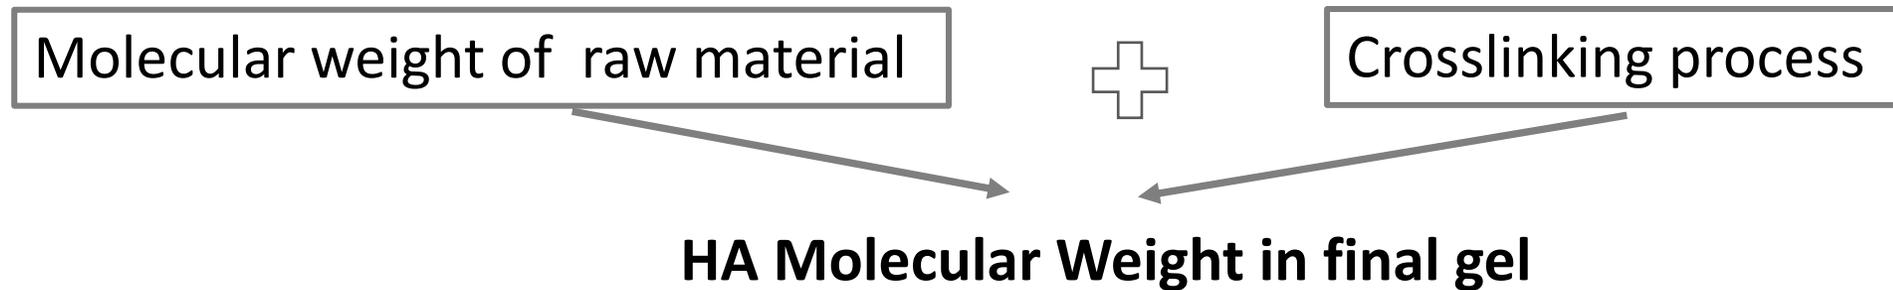 Molecular weight of raw material
Crosslinking process
HA Molecular Weight in final gel